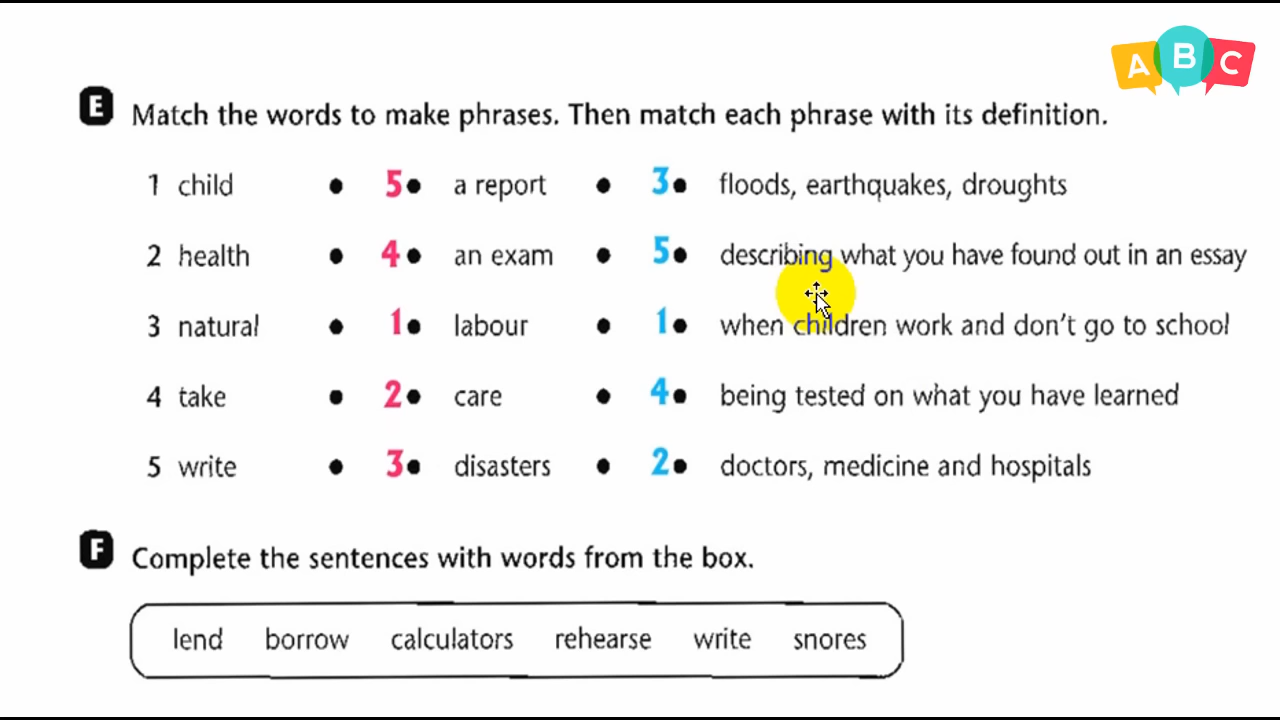 A B C
E Match the words to make phrases. Then match each phrase with its definition.
1 child • 5• a report • 3• floods, earthquakes, droughts
2 health • 4• an exam • 5• describing what you have found out in an essay
3 natural • 1• labour • 1• when children work and don't go to school
4 take • 2• care • 4• being tested on what you have learned
5 write • 3• disasters • 2• doctors, medicine and hospitals
F Complete the sentences with words from the box.
lend borrow calculators rehearse write snores